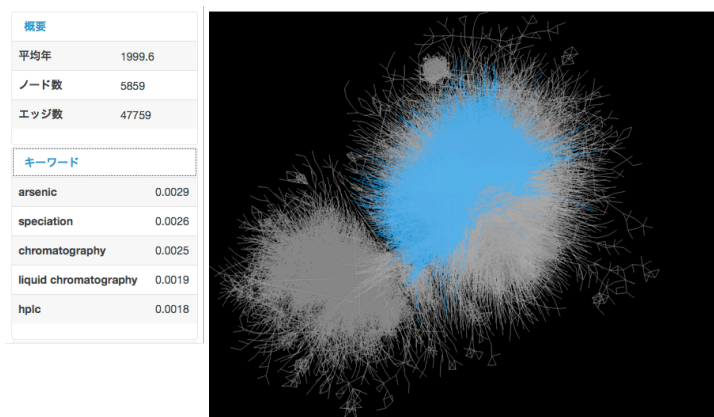 概要
平均年 1999.6
ノード数 5859
エッジ数 47759
キーワード
arsenic 0.0029
speciation 0.0026
chromatography 0.0025
liquid chromatography 0.0019
hplc 0.0018